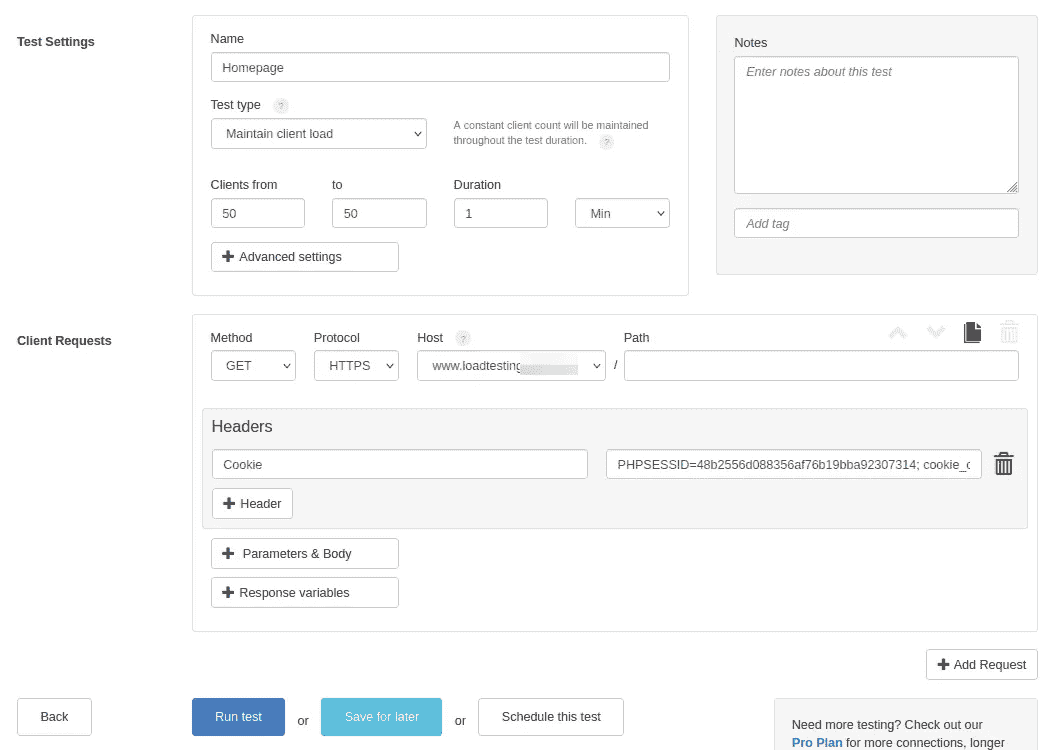 Test Settings
Name
Homepage
Test type ?
Maintain client load
A constant client count will be maintained
throughout the test duration. ?
Clients from to Duration
50 50 1 Min
Advanced settings
Notes
Enter notes about this test
Add tag
Client Requests
Method Protocol Host ? Path
GET HTTPS www.loadtesting /
Headers
Cookie PHPSESSID=48b2556d088356af76b19bba92307314; cookie_c
+ Header
+ Parameters & Body
+ Response variables
+ Add Request
Back Run test or Save for later or Schedule this test
Need more testing? Check out our
Pro Plan for more connections, longer